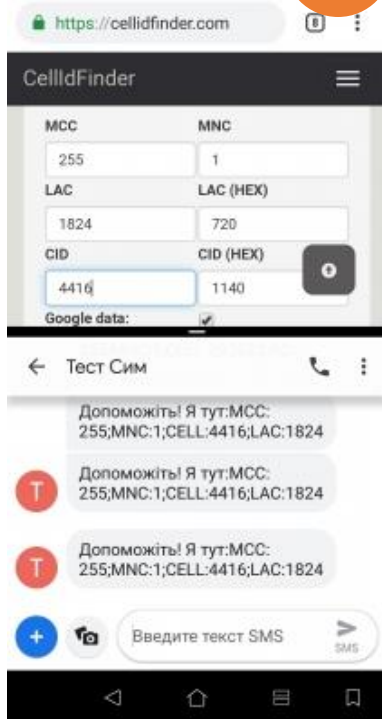 https://cellidfinder.com
8
CellIdFinder
MCC MNC
255 1
LAC LAC (HEX)
1824 720
CID CID (HEX)
4416 1140
Google data:
Тест Сим
Допоможіть! Я тут:MCC:
255;MNC:1;CELL:4416;LAC:1824
Допоможіть! Я тут:MCC:
255;MNC:1;CELL:4416;LAC:1824
T
Допоможіть! Я тут:MCC:
255;MNC:1;CELL:4416;LAC:1824
T
Введите текст SMS
SMS